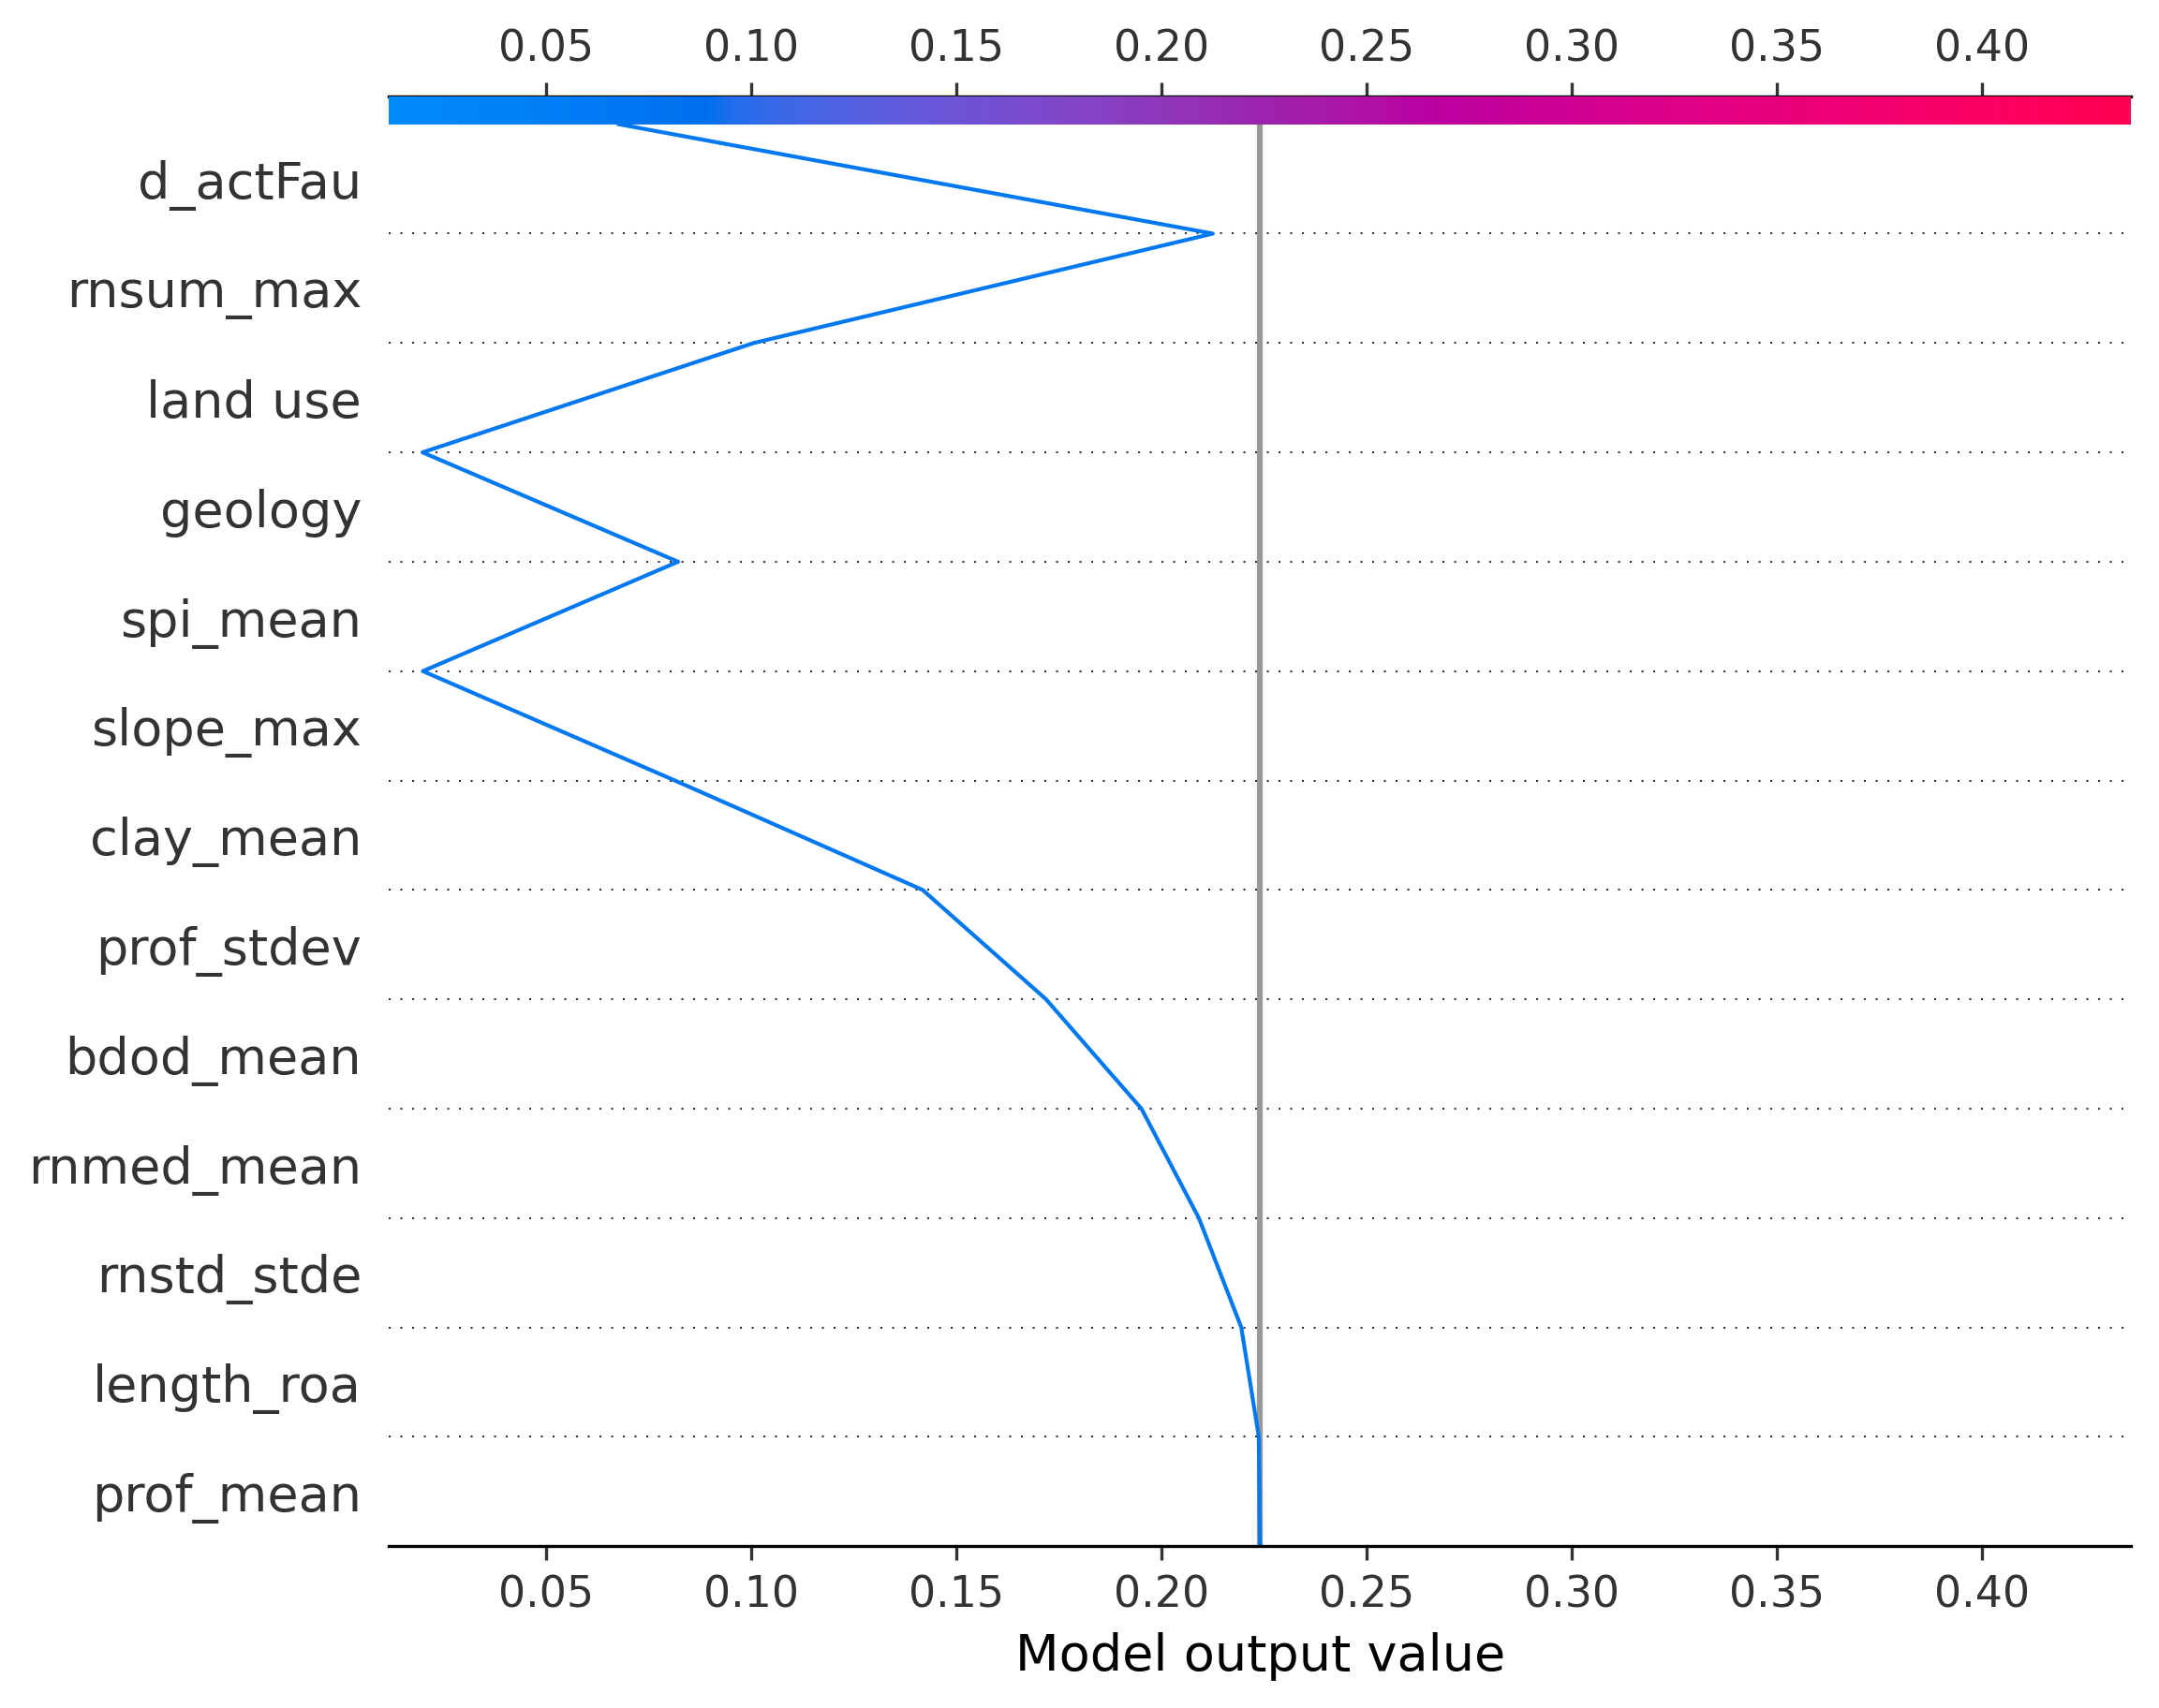 0.05 0.10 0.15 0.20 0.25 0.30 0.35 0.40
d_actFau
rnsum_max
land use
geology
spi_mean
slope_max
clay_mean
prof_stdev
bdod_mean
rnmed_mean
rnstd_stde
length_roa
prof_mean
0.05 0.10 0.15 0.20 0.25 0.30 0.35 0.40
Model output value